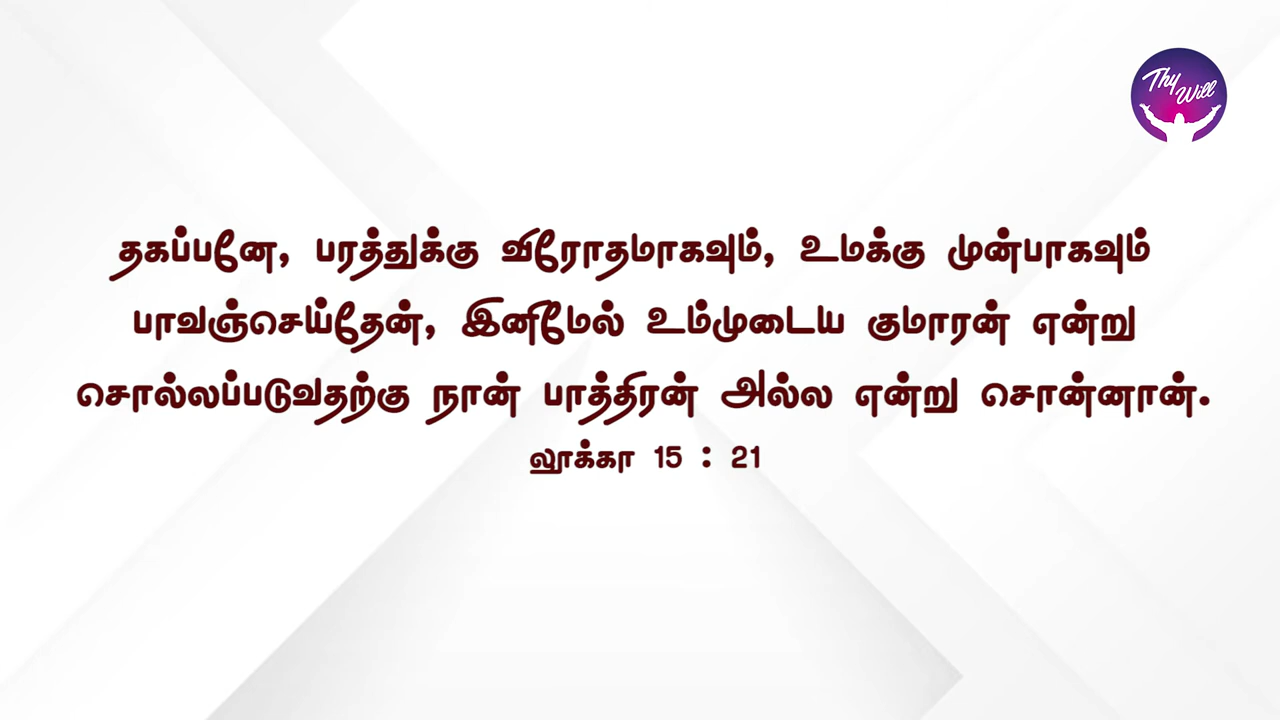 Thy
Will
தகப்பனே, பரத்துக்கு விரோதமாகவும், உமக்கு முன்பாகவும்
பாவஞ்செய்தேன், இனிமேல் உம்முடைய குமாரன் என்று
சொல்லப்படுவதற்கு நான் பாத்திரன் அல்ல என்று சொன்னான்.
லூக்கா 15 : 21